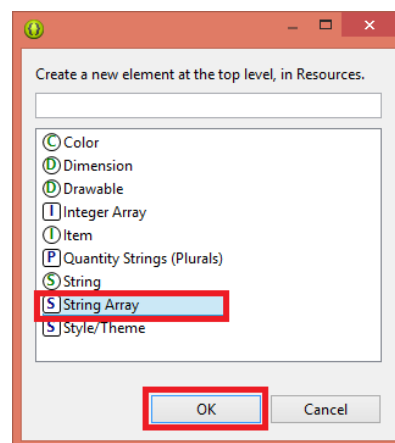 Create a new element at the top level, in Resources.
C Color
D Dimension
D Drawable
I Integer Array
I Item
P Quantity Strings (Plurals)
S String
S String Array
S Style/Theme
OK
Cancel